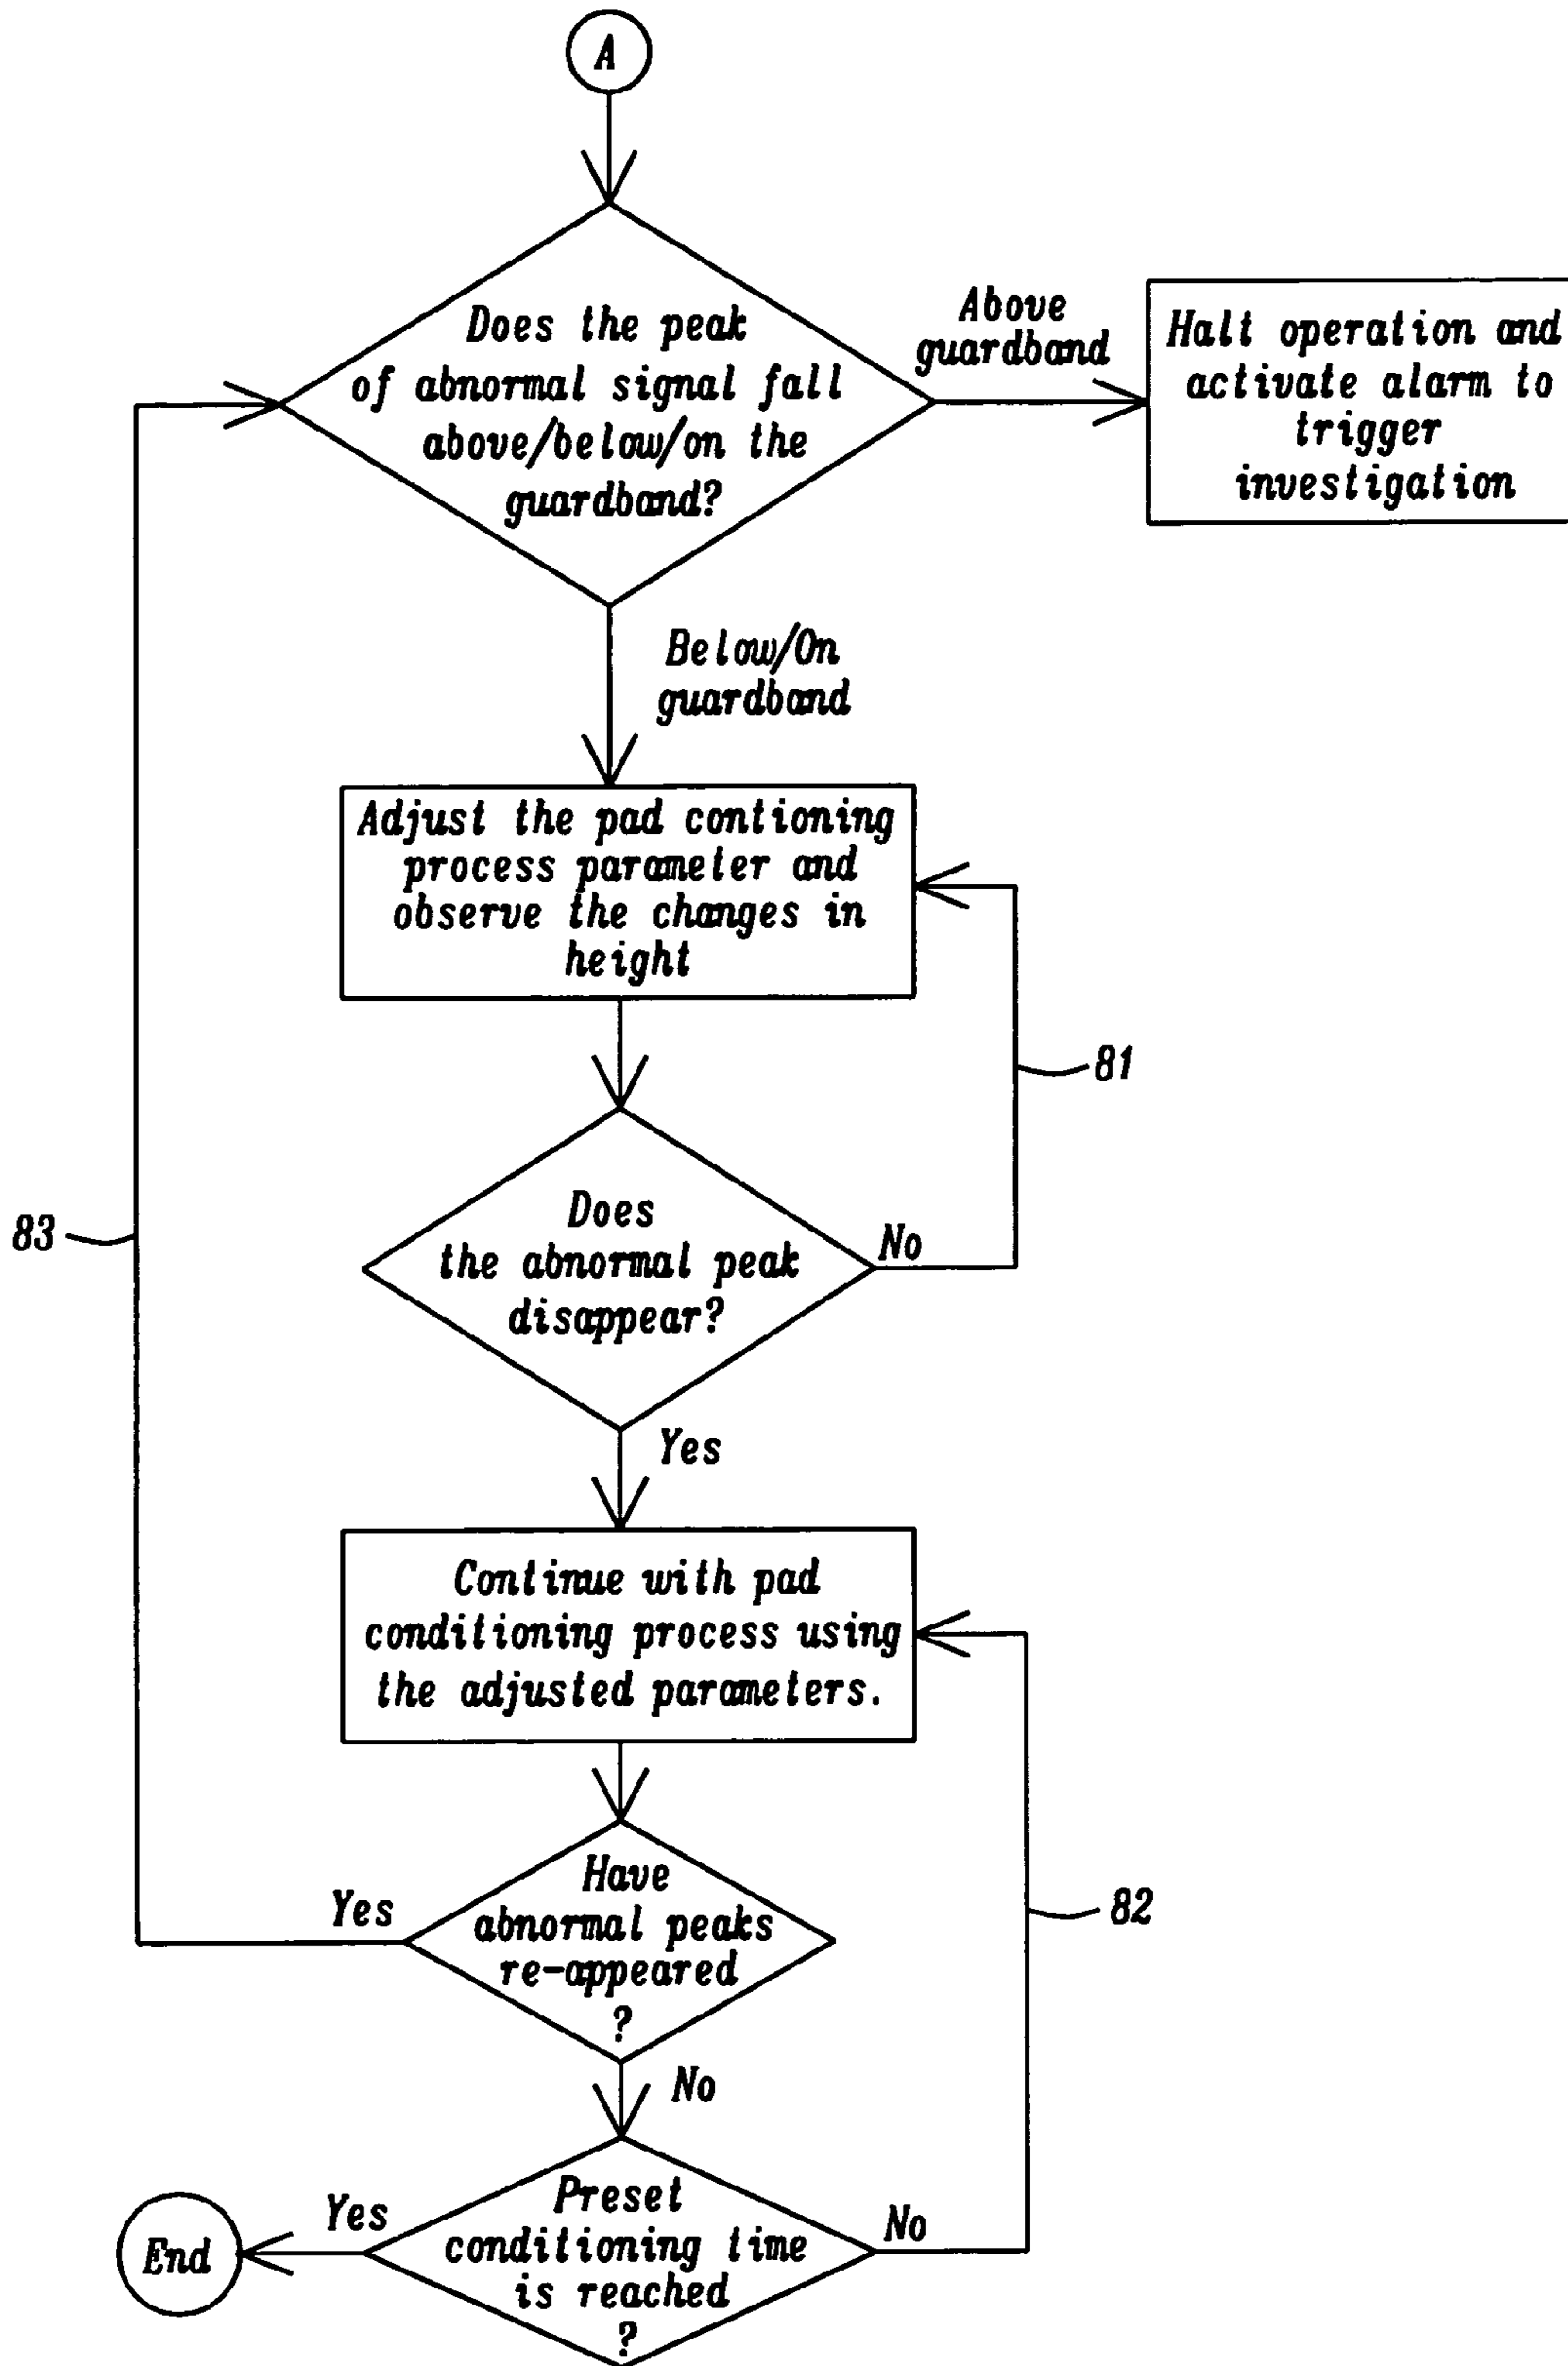 A
Does the peak
of abnormal signal fall
above/below/on the
guardband?
Above
guardband
Halt operation and
activate alarm to
trigger
investigation
Below/On
guardband
Adjust the pad contioning
process parameter and
observe the changes in
height
81
Does
the abnormal peak
disappear?
No
83
Yes
Continue with pad
conditioning process using
the adjusted parameters.
Have
abnormal peaks
re-appeared
?
Yes
82
No
Preset
conditioning time
is reached
?
Yes
No
End